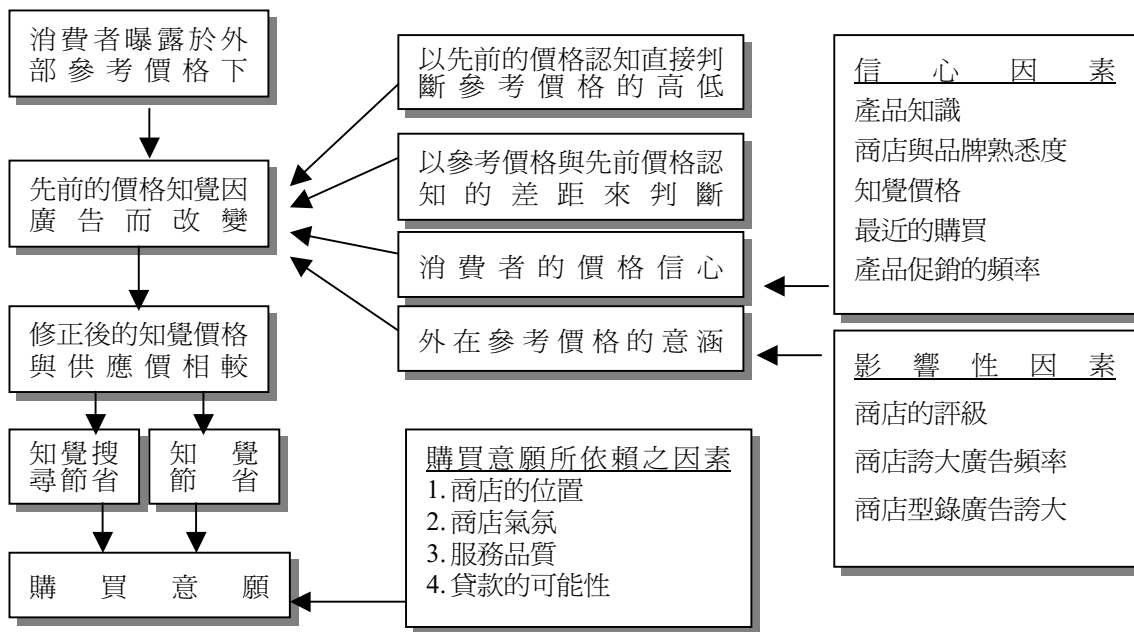 消費者曝露於外
部參考價格下
先前的價格知覺因
廣告而改變
修正後的知覺價格
與供應價相較
知覺搜
尋節省
知覺
節省
購買意願
以先前的價格認知直接判
斷參考價格的高低
以參考價格與先前價格認
知的差距來判斷
消費者的價格信心
外在參考價格的意涵
購買意願所依賴之因素
1. 商店的位置
2. 商店氣氛
3. 服務品質
4. 貸款的可能性
信心因素
產品知識
商店與品牌熟悉度
知覺價格
最近的購買
產品促銷的頻率
影響性因素
商店的評級
商店誇大廣告頻率
商店型錄廣告誇大